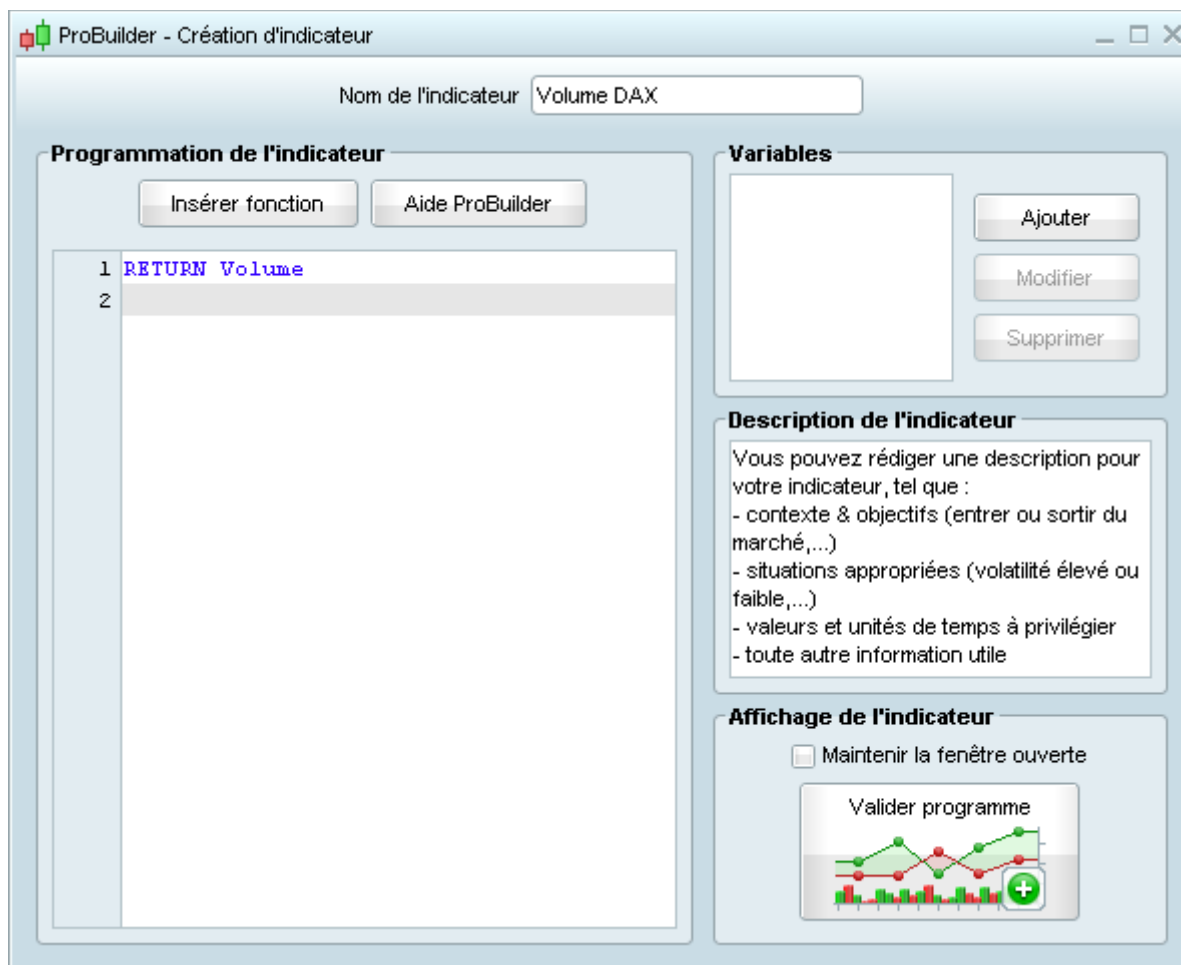 ProBuilder - Création d'indicateur
Nom de l'indicateur Volume DAX
Programmation de l'indicateur
Insérer fonction Aide ProBuilder
1 RETURN Volume
2
Variables
Ajouter
Modifier
Supprimer
Description de l'indicateur
Vous pouvez rédiger une description pour
votre indicateur, tel que :
- contexte & objectifs (entrer ou sortir du
marché,...)
- situations appropriées (volatilité élevé ou
faible,...)
- valeurs et unités de temps à privilégier
- toute autre information utile
Affichage de l'indicateur
Maintenir la fenêtre ouverte
Valider programme